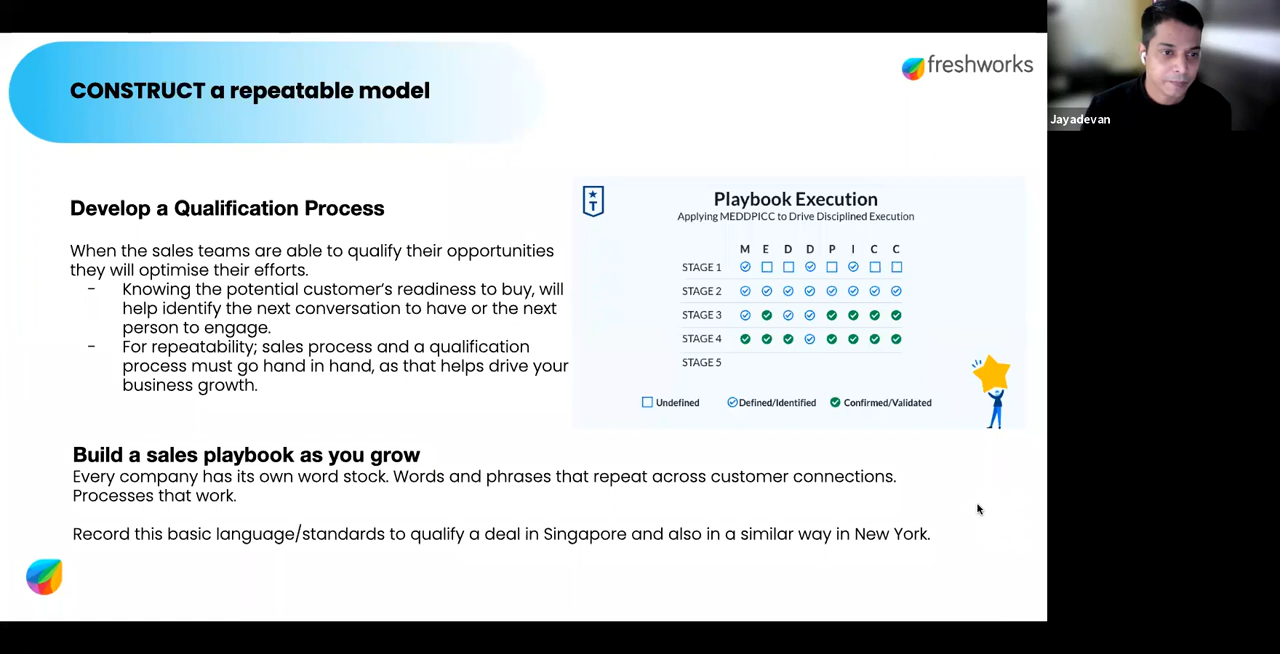 CONSTRUCT a repeatable model
freshworks
Jayadevan
Develop a Qualification Process
When the sales teams are able to qualify their opportunities
they will optimise their efforts.
- Knowing the potential customer's readiness to buy, will
help identify the next conversation to have or the next
person to engage.
- For repeatability; sales process and a qualification
process must go hand in hand, as that helps drive your
business growth.
T
Playbook Execution
Applying MEDDPICC to Drive Disciplined Execution
M E D D P I C C
STAGE 1
STAGE 2
STAGE 3
STAGE 4
STAGE 5
Undefined Defined/Identified Confirmed/Validated
Build a sales playbook as you grow
Every company has its own word stock. Words and phrases that repeat across customer connections.
Processes that work.
Record this basic language/standards to qualify a deal in Singapore and also in a similar way in New York.